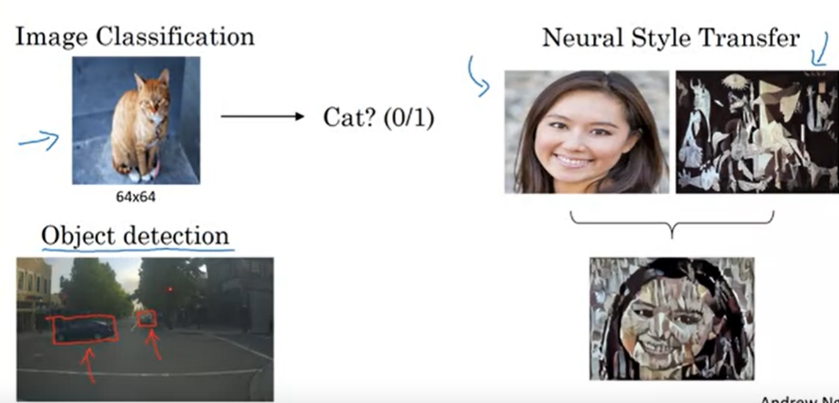 Image Classification
Cat? (0/1)
64x64
Object detection
Neural Style Transfer